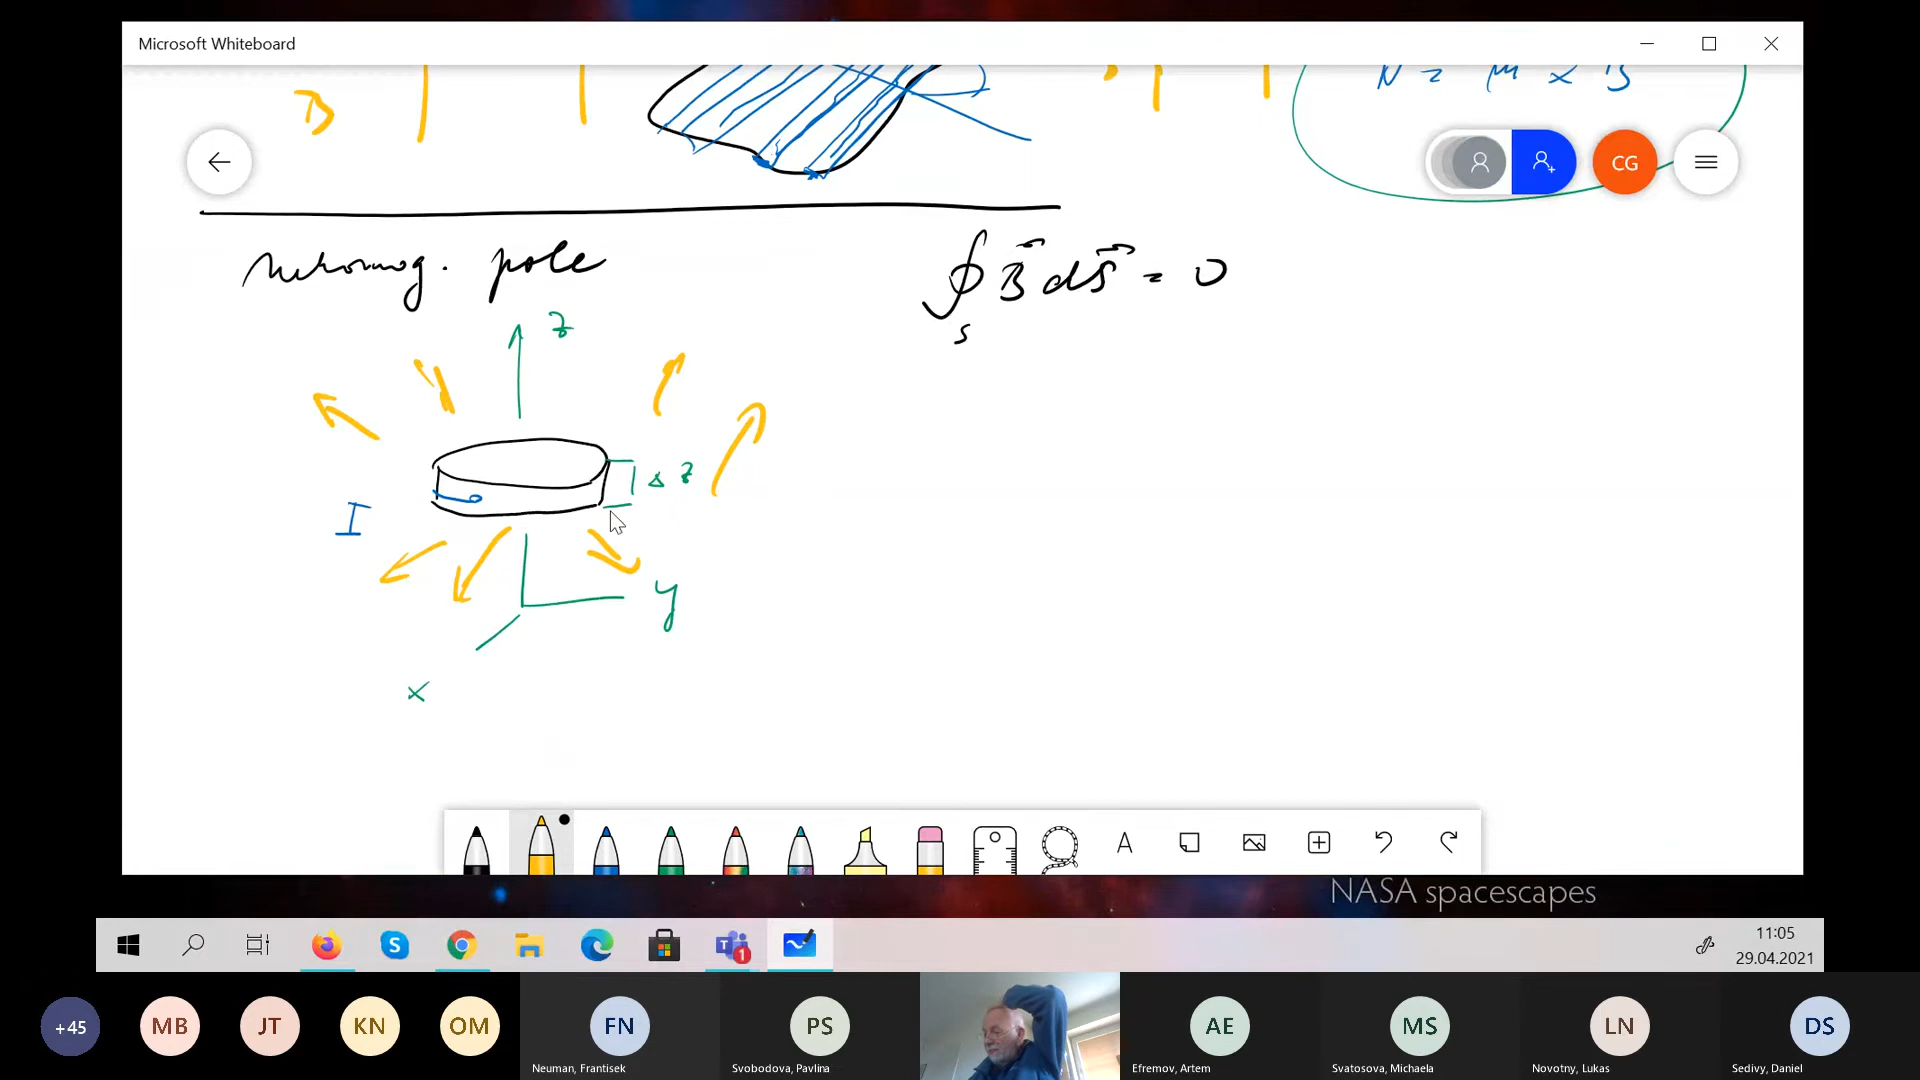 Microsoft Whiteboard
B
N = m × B
CG
nehomog. pole
∮ B⃗ dS⃗ = 0
S
z
Δ z
I
y
x
A
NASA spacescapes
S
T
1
11:05
29.04.2021
+45
MB
JT
KN
OM
FN
PS
AE
MS
LN
DS
Neuman, Frantisek
Svobodova, Pavlina
Efremov, Artem
Svatosova, Michaela
Novotny, Lukas
Sedivy, Daniel